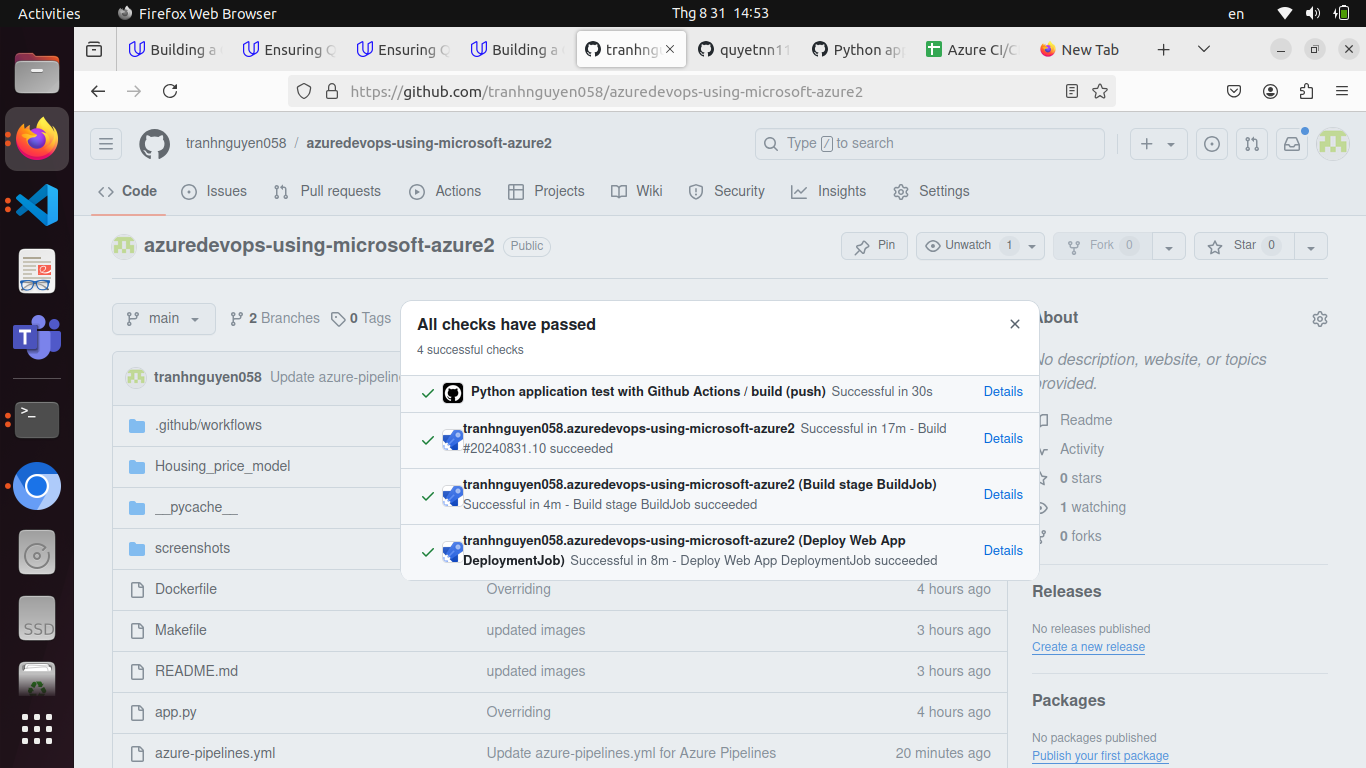 Activities Firefox Web Browser Thg 8 31 14:53 en
Building a Ensuring Q Ensuring Q Building a tranhng quyetnn11 Python ap Azure CI/C New Tab
https://github.com/tranhnguyen058/azuredevops-using-microsoft-azure2
tranhnguyen058 / azuredevops-using-microsoft-azure2 Type / to search
Code Issues Pull requests Actions Projects Wiki Security Insights Settings
azuredevops-using-microsoft-azure2 Public Pin Unwatch 1 Fork 0 Star 0
main 2 Branches 0 Tags
All checks have passed
4 successful checks
Python application test with Github Actions / build (push) Successful in 30s Details
tranhnguyen058.azuredevops-using-microsoft-azure2 Successful in 17m - Build
#20240831.10 succeeded Details
tranhnguyen058.azuredevops-using-microsoft-azure2 (Build stage BuildJob)
Successful in 4m - Build stage BuildJob succeeded Details
tranhnguyen058.azuredevops-using-microsoft-azure2 (Deploy Web App
DeploymentJob) Successful in 8m - Deploy Web App DeploymentJob succeeded Details
tranhnguyen058 Update azure-pipelin
.github/workflows
Housing_price_model
__pycache__
screenshots
Dockerfile Overriding 4 hours ago
Makefile updated images 3 hours ago
README.md updated images 3 hours ago
app.py Overriding 4 hours ago
azure-pipelines.yml Update azure-pipelines.yml for Azure Pipelines 20 minutes ago
About
No description, website, or topics
provided.
Readme
Activity
0 stars
1 watching
0 forks
Releases
No releases published
Create a new release
Packages
No packages published
Publish your first package
SSD